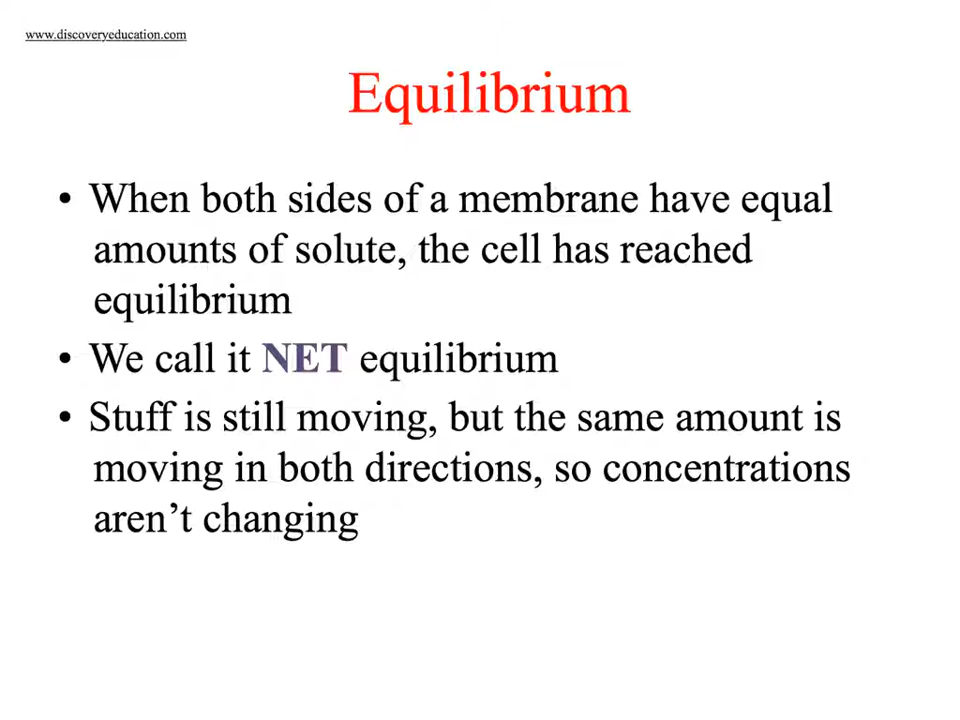 www.discoveryeducation.com
Equilibrium
• When both sides of a membrane have equal
amounts of solute, the cell has reached
equilibrium
• We call it NET equilibrium
• Stuff is still moving, but the same amount is
moving in both directions, so concentrations
aren’t changing